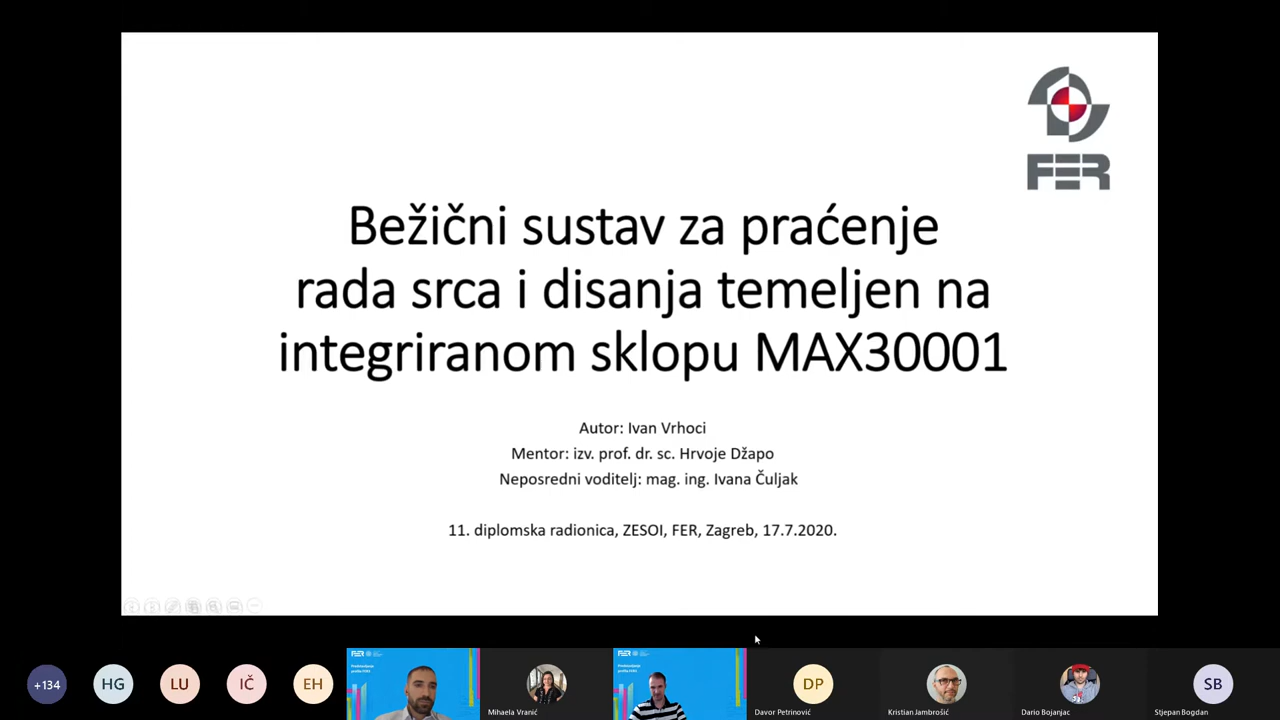 FER
Bežični sustav za praćenje
rada srca i disanja temeljen na
integriranom sklopu MAX30001
Autor: Ivan Vrhoci
Mentor: izv. prof. dr. sc. Hrvoje Džapo
Neposredni voditelj: mag. ing. Ivana Čuljak
11. diplomska radionica, ZESOI, FER, Zagreb, 17.7.2020.
+134
HG
LU
IČ
EH
FER
Mihaela Vranić
FER
DP
Davor Petrinović
Kristian Jambrošić
Dario Bojanjac
SB
Stjepan Bogdan